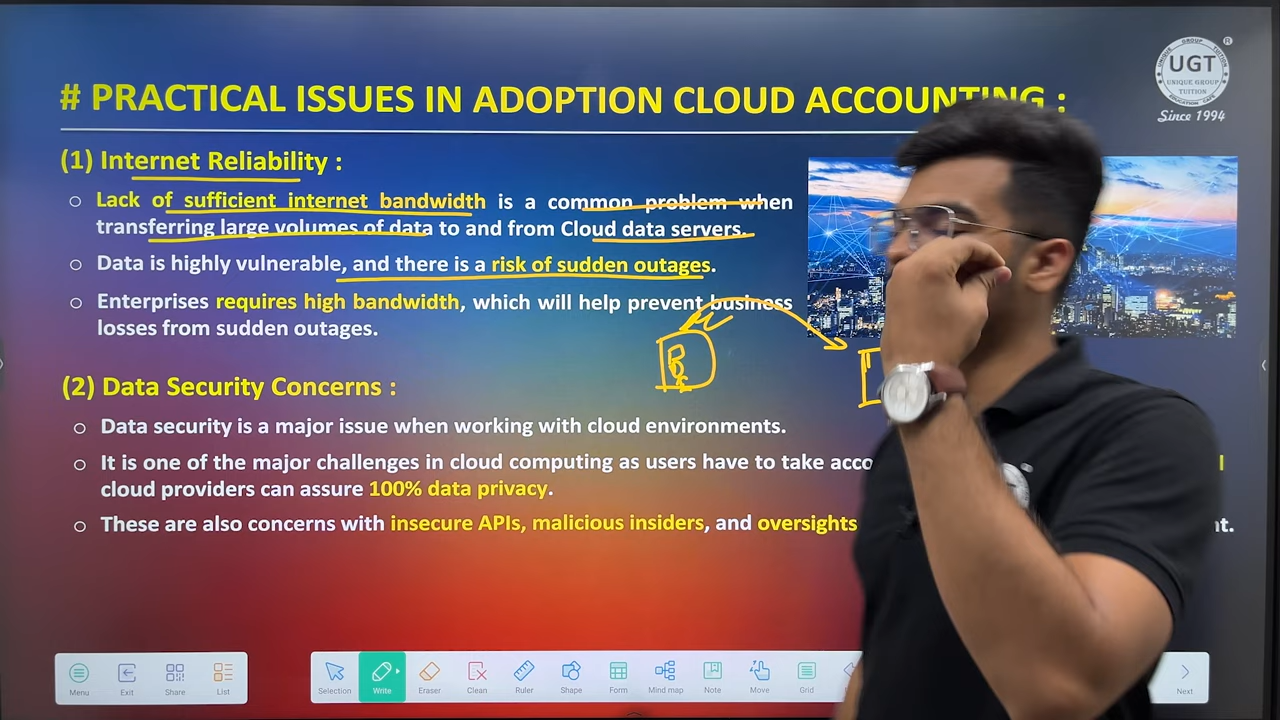 # PRACTICAL ISSUES IN ADOPTION CLOUD ACCOUNTING :
UNIQUE GROUP TUITION
®
UGT
UNIQUE GROUP
TUITION
EDUCATION CAFE
Since 1994
(1) Internet Reliability :
Lack of sufficient internet bandwidth is a common problem when
transferring large volumes of data to and from Cloud data servers.
Data is highly vulnerable, and there is a risk of sudden outages.
Enterprises requires high bandwidth, which will help prevent business
losses from sudden outages.
(2) Data Security Concerns :
Data security is a major issue when working with cloud environments.
It is one of the major challenges in cloud computing as users have to take
cloud providers can assure 100% data privacy.
These are also concerns with insecure APIs, malicious insiders, and oversights
Menu
Exit
Share
List
Selection
Write
Eraser
Clean
Ruler
Shape
Form
Mind map
Note
Move
Grid
Next